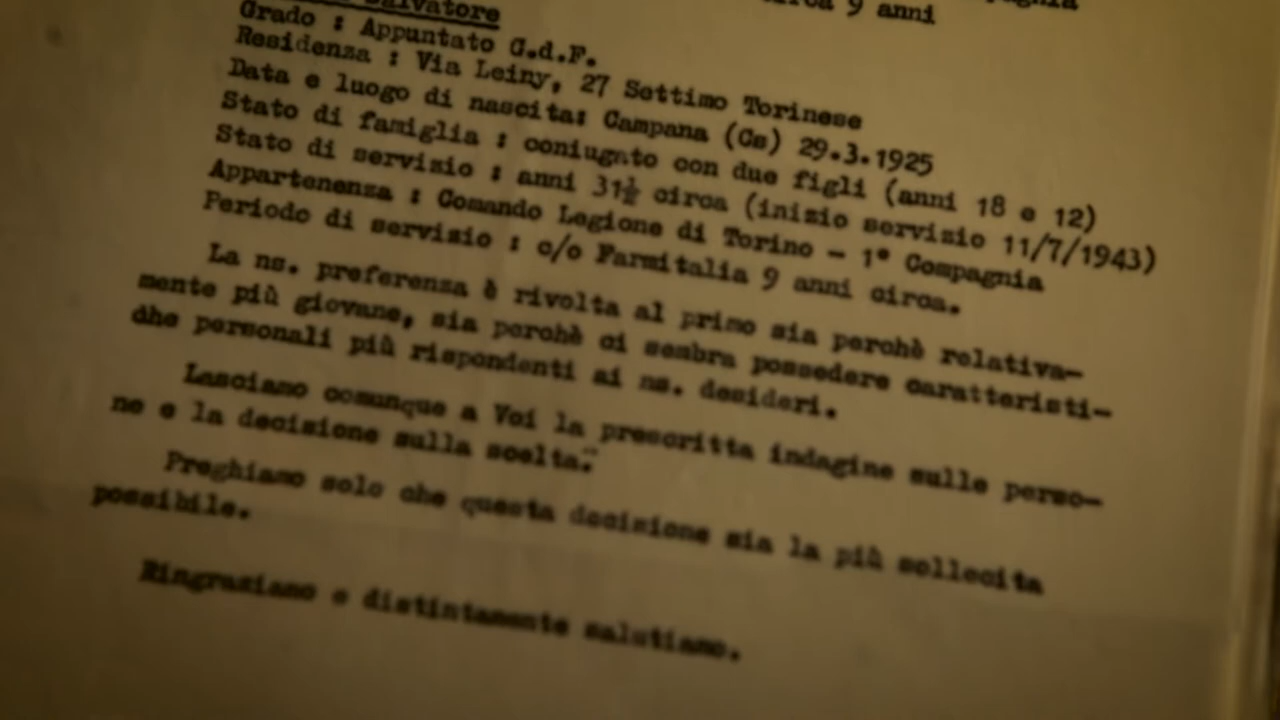 9 anni
Salvatore
Grado : Appuntato G.d.F.
Residenza : Via Leiny, 27 Settimo Torinese
Data e luogo di nascita: Campana (Cs) 29.3.1925
Stato di famiglia : coniugato con due figli (anni 18 e 12)
Stato di servizio : anni 31½ circa (inizio servizio 11/7/1943)
Appartenenza : Comando Legione di Torino - 1° Compagnia
Periodo di servizio : c/o Farmitalia 9 anni circa.
La ns. preferenza è rivolta al primo sia perchè relativa-
mente più giovane, sia perchè ci sembra possedere caratteristi-
dhe personali più rispondenti ai ns. desideri.
Lasciamo comunque a Voi la prescritta indagine sulle perso-
ne e la decisione sulla scelta.
Preghiamo solo che questa decisione sia la più sollecita
possibile.
Ringraziamo e distintamente salutiamo.